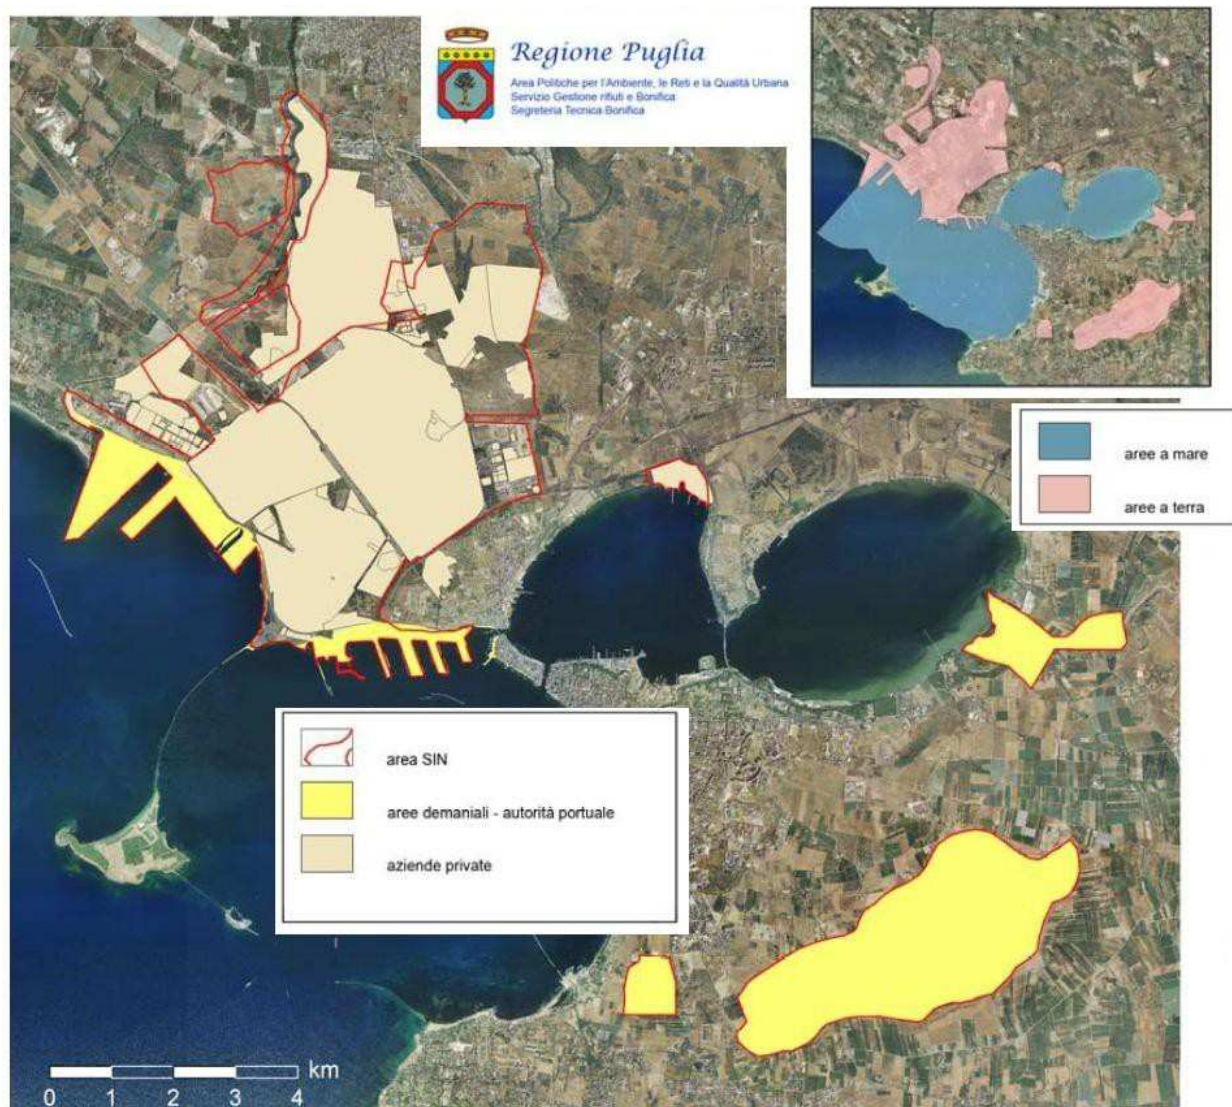 Regione Puglia
Area Politiche per l'Ambiente, le Reti e la Qualità Urbana
Servizio Gestione rifiuti e Bonifica
Segreteria Tecnica Bonifica
aree a mare
aree a terra
area SIN
aree demaniali - autorità portuale
aziende private
km
0 1 2 3 4